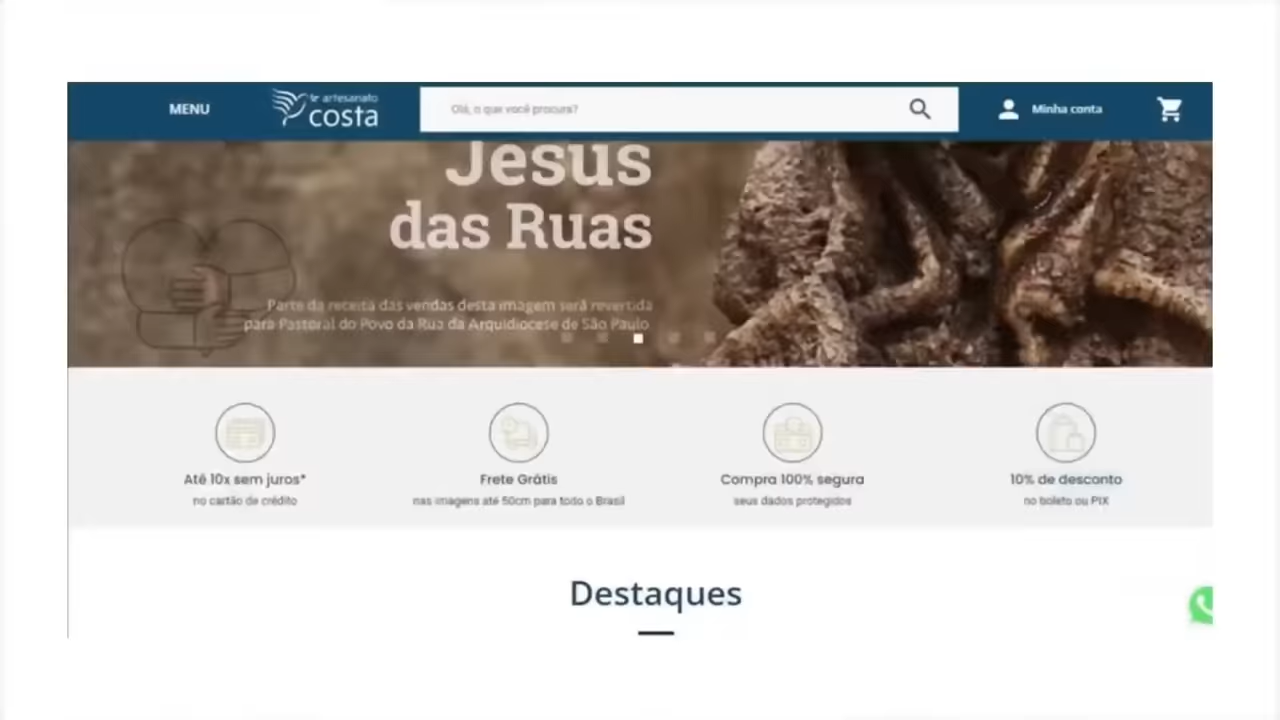 MENU
artesanato
costa
Olá, o que você procura?
Minha conta
Jesus
das Ruas
Parte da receita das vendas desta imagem será revertida
para Pastoral do Povo da Rua da Arquidiocese de São Paulo
Até 10x sem juros*
no cartão de crédito
Frete Grátis
nas imagens até 50cm para todo o Brasil
Compra 100% segura
seus dados protegidos
10% de desconto
no boleto ou PIX
Destaques